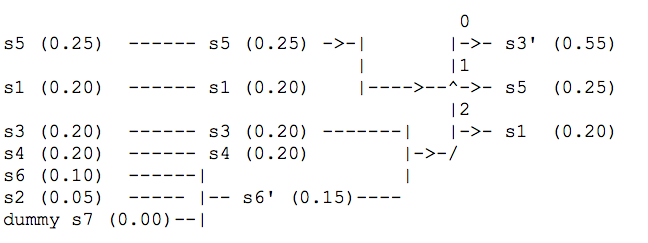 0
s5 (0.25)  ------ s5 (0.25) ->-|        |->- s3' (0.55)
                               |        |1
s1 (0.20)  ------ s1 (0.20)    |---->--^->- s5  (0.25)
                                        |2
s3 (0.20)  ------ s3 (0.20) -------|   |->- s1  (0.20)
s4 (0.20)  ------ s4 (0.20)        |->-/
s6 (0.10)  ------|                 |
s2 (0.05)  ----- |-- s6' (0.15)----
dummy s7 (0.00)--|